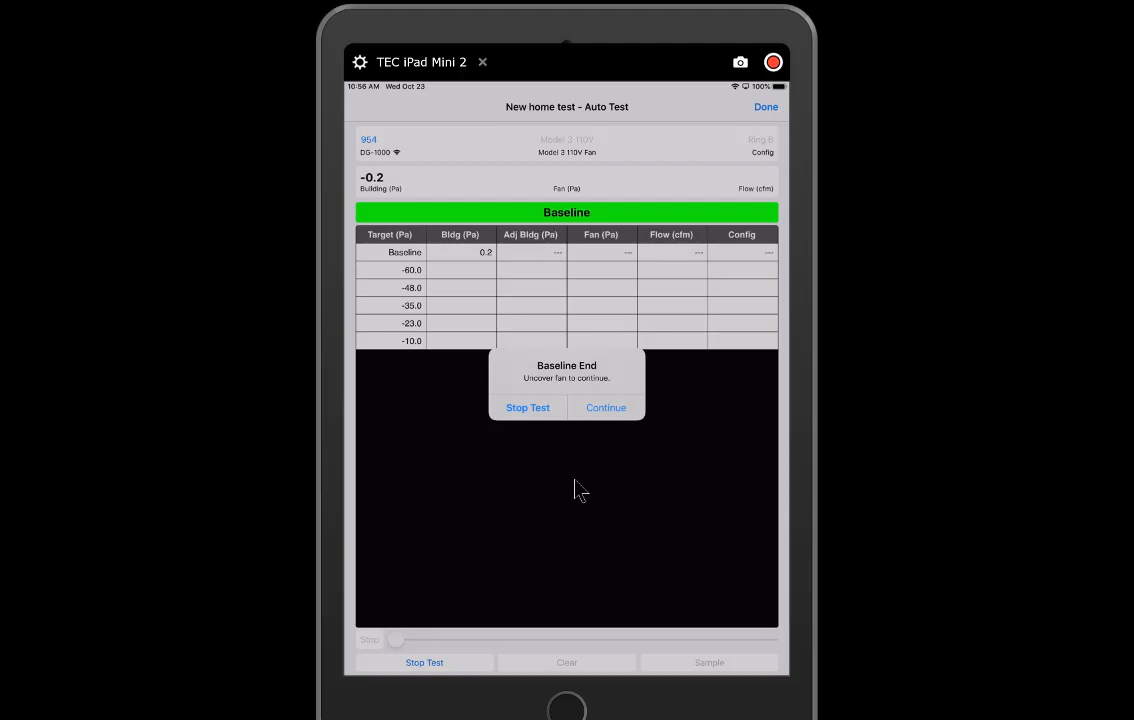 TEC iPad Mini 2
10:56 AM Wed Oct 23
100%
New home test - Auto Test
Done
954
Model 3 110V
Ring B
DG-1000
Model 3 110V Fan
Config
-0.2
Building (Pa)
Fan (Pa)
Flow (cfm)
Baseline
Target (Pa) Bldg (Pa) Adj Bldg (Pa) Fan (Pa) Flow (cfm) Config
Baseline 0.2 --- --- --- ---
-60.0
-48.0
-35.0
-23.0
-10.0
Baseline End
Uncover fan to continue.
Stop Test
Continue
Stop
Stop Test
Clear
Sample